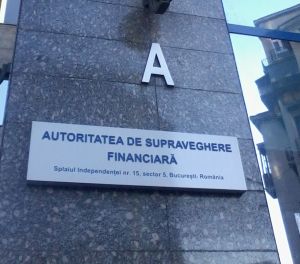 A
AUTORITATEA DE SUPRAVEGHERE
FINANCIARĂ
Splaiul Independenței nr. 15, sector 5, București- România